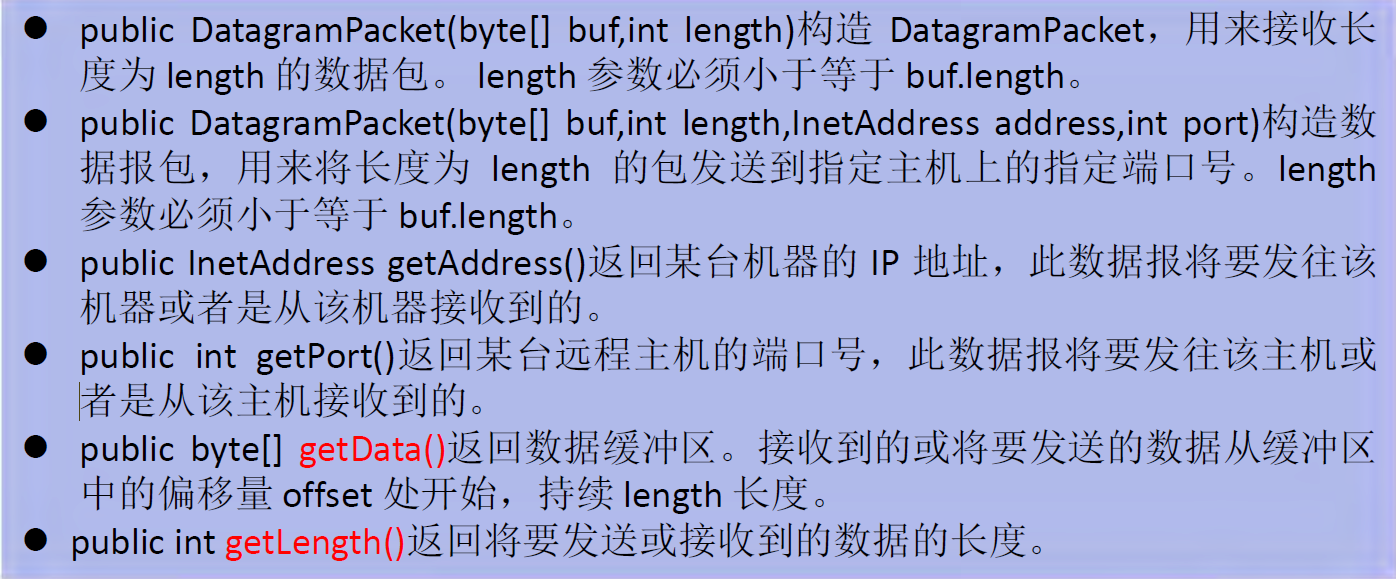 ● public DatagramPacket(byte[] buf,int length)构造 DatagramPacket，用来接收长
度为 length 的数据包。 length 参数必须小于等于 buf.length。
● public DatagramPacket(byte[] buf,int length,InetAddress address,int port)构造数
据报包，用来将长度为 length 的包发送到指定主机上的指定端口号。length
参数必须小于等于 buf.length。
● public InetAddress getAddress()返回某台机器的 IP 地址，此数据报将要发往该
机器或者是从该机器接收到的。
● public int getPort()返回某台远程主机的端口号，此数据报将要发往该主机或
者是从该主机接收到的。
● public byte[] getData()返回数据缓冲区。接收到的或将要发送的数据从缓冲区
中的偏移量 offset 处开始，持续 length 长度。
● public int getLength()返回将要发送或接收到的数据的长度。